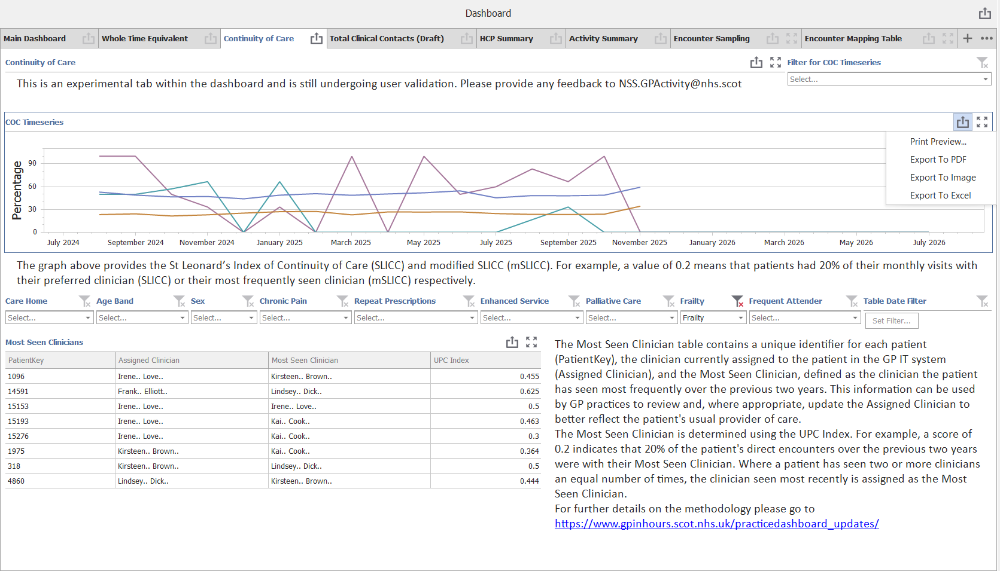 Dashboard
Main Dashboard Whole Time Equivalent Continuity of Care Total Clinical Contacts (Draft) HCP Summary Activity Summary Encounter Sampling Encounter Mapping Table
Continuity of Care
Filter for COC Timeseries
Select...
This is an experimental tab within the dashboard and is still undergoing user validation. Please provide any feedback to NSS.GPActivity@nhs.scot
COC Timeseries
Print Preview...
Export To PDF
Export To Image
Export To Excel
Percentage
90
60
30
0
July 2024 September 2024 November 2024 January 2025 March 2025 May 2025 July 2025 September 2025 November 2025 January 2026 March 2026 May 2026 July 2026
The graph above provides the St Leonard’s Index of Continuity of Care (SLICC) and modified SLICC (mSLICC). For example, a value of 0.2 means that patients had 20% of their monthly visits with
their preferred clinician (SLICC) or their most frequently seen clinician (mSLICC) respectively.
Care Home Age Band Sex Chronic Pain Repeat Prescriptions Enhanced Service Palliative Care Frailty Frequent Attender Table Date Filter
Select... Select... Select... Select... Select... Select... Select... Frailty Select... Set Filter...
Most Seen Clinicians
PatientKey Assigned Clinician Most Seen Clinician UPC Index
1096 Irene.. Love.. Kirsteen.. Brown.. 0.455
14591 Frank.. Elliott.. Lindsey.. Dick.. 0.625
15153 Irene.. Love.. Irene.. Love.. 0.5
15193 Irene.. Love.. Kai.. Cook.. 0.463
15276 Irene.. Love.. Kai.. Cook.. 0.3
1975 Kirsteen.. Brown.. Kai.. Cook.. 0.364
318 Kirsteen.. Brown.. Lindsey.. Dick.. 0.5
4860 Lindsey.. Dick.. Kirsteen.. Brown.. 0.444
The Most Seen Clinician table contains a unique identifier for each patient
(PatientKey), the clinician currently assigned to the patient in the GP IT system
(Assigned Clinician), and the Most Seen Clinician, defined as the clinician the patient
has seen most frequently over the previous two years. This information can be used
by GP practices to review and, where appropriate, update the Assigned Clinician to
better reflect the patient's usual provider of care.
The Most Seen Clinician is determined using the UPC Index. For example, a score of
0.2 indicates that 20% of the patient's direct encounters over the previous two years
were with their Most Seen Clinician. Where a patient has seen two or more clinicians
an equal number of times, the clinician seen most recently is assigned as the Most
Seen Clinician.
For further details on the methodology please go to
https://www.gpinhours.scot.nhs.uk/practicedashboard_updates/